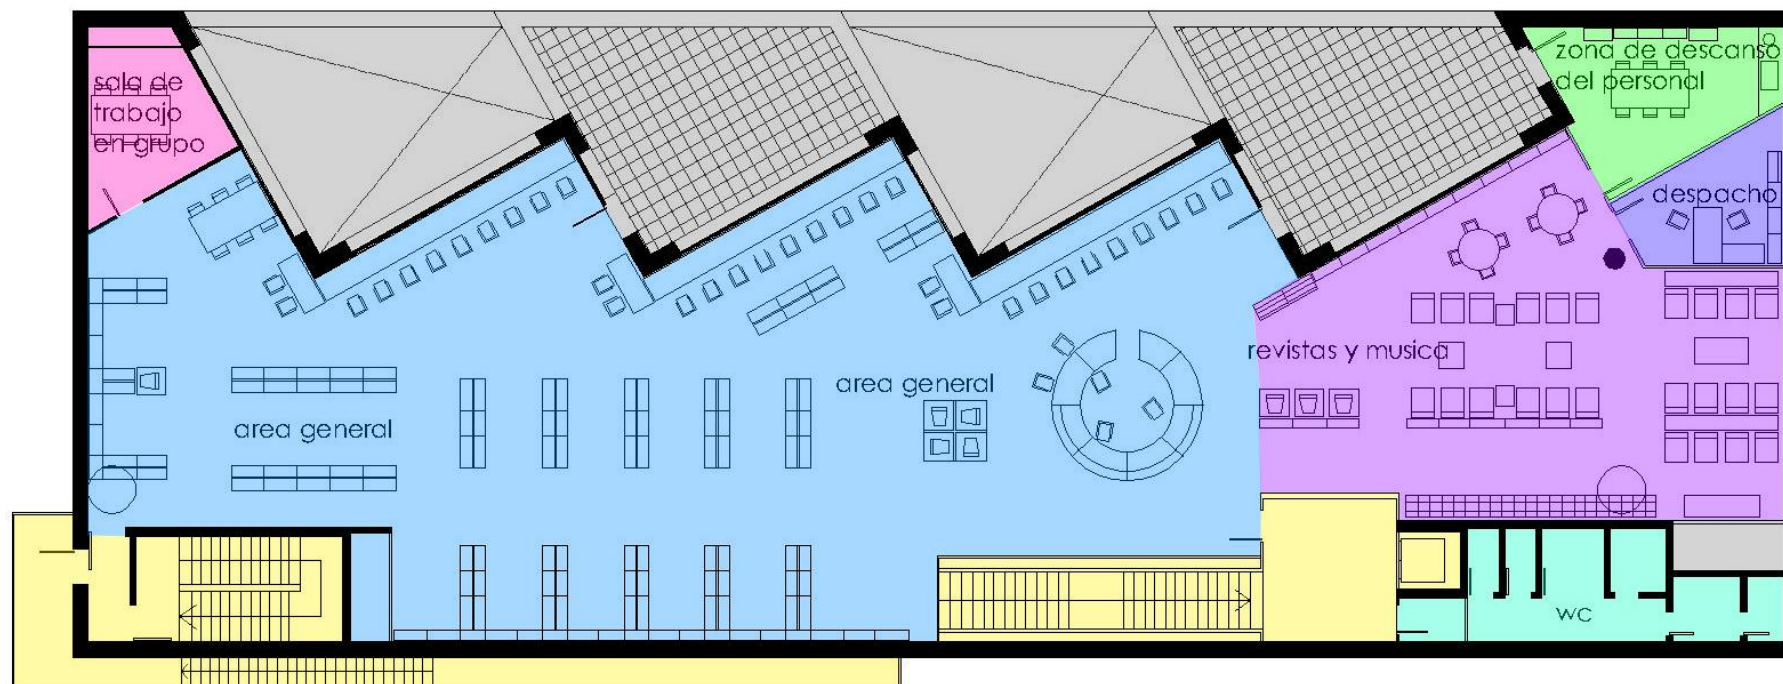 sala de
trabajo
en grupo
zona de descanso
del personal
despacho
revistas y musica
area general
area general
wc